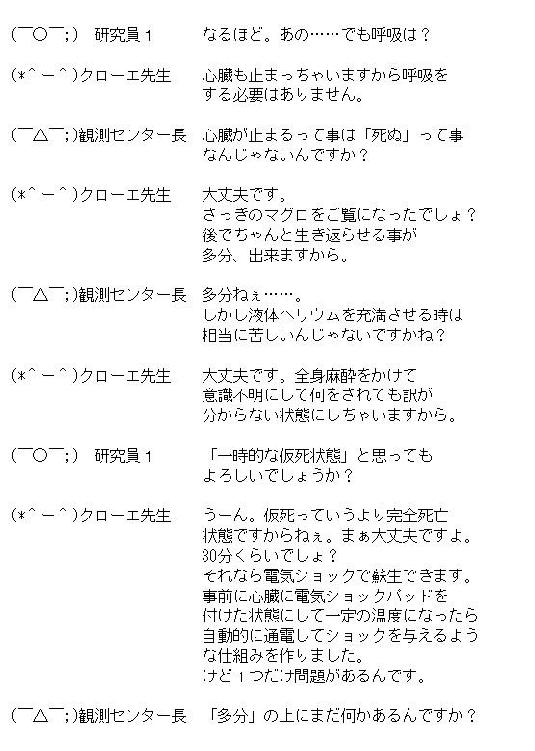 (￣○￣;)　研究員１　　なるほど。あの……でも呼吸は？
(*＾－＾)クローエ先生　　心臓も止まっちゃいますから呼吸を
する必要はありません。
(￣△￣;)観測センター長　心臓が止まるって事は「死ぬ」って事
なんじゃないんですか？
(*＾－＾)クローエ先生　　大丈夫です。
さっぎのマグロをご覧になったでしょ？
後でちゃんと生き返らせる事が
多分、出来ますから。
(￣△￣;)観測センター長　多分ねぇ……。
しかし液体ヘリウムを充満させる時は
相当に苦しいんじゃないですかね？
(*＾－＾)クローエ先生　　大丈夫です。全身麻酔をかけて
意識不明にして何をされても訳が
分からない状態にしちゃいますから。
(￣○￣;)　研究員１　　「一時的な仮死状態」と思っても
よろしいでしょうか？
(*＾－＾)クローエ先生　　うーん。仮死っていうより完全死亡
状態ですからねぇ。まぁ大丈夫ですよ。
30分くらいでしょ？
それなら電気ショックで蘇生できます。
事前に心臓に電気ショックパッドを
付けた状態にして一定の温度になったら
自動的に通電してショックを与えるよう
な仕組みを作りました。
けど１つだけ問題があるんです。
(￣△￣;)観測センター長　「多分」の上にまだ何かあるんですか？